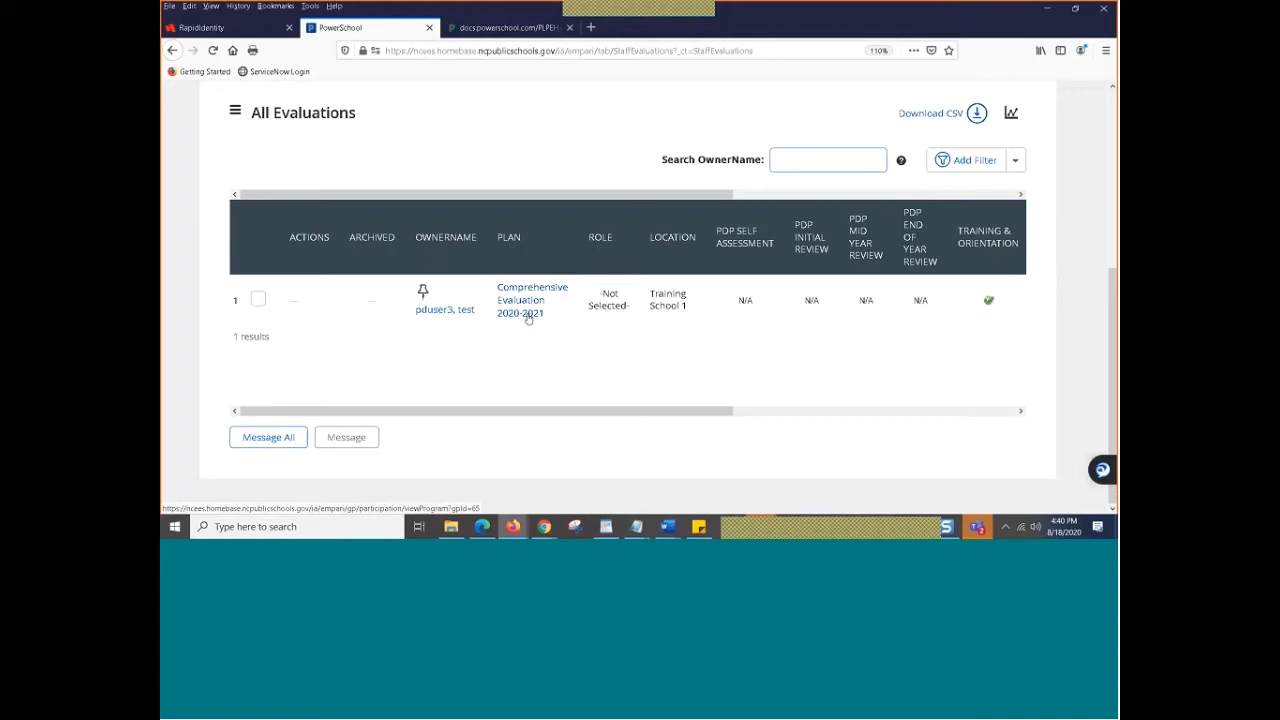 File Edit View History Bookmarks Tools Help
RapidIdentity
PowerSchool
docs.powerschool.com/PLPEH
https://ncees.homebase.ncpublicschools.gov/ia/empari/tab/StaffEvaluations?_ct=StaffEvaluations
110%
Getting Started ServiceNow Login
All Evaluations
Download CSV
Search OwnerName:
Add Filter
ACTIONS
ARCHIVED
OWNERNAME
PLAN
ROLE
LOCATION
PDP SELF
ASSESSMENT
PDP
INITIAL
REVIEW
PDP
MID
YEAR
REVIEW
PDP
END
OF
YEAR
REVIEW
TRAINING &
ORIENTATION
1
pduser3, test
Comprehensive
Evaluation
2020-2021
-Not
Selected-
Training
School 1
N/A
N/A
N/A
N/A
1 results
Message All
Message
https://ncees.homebase.ncpublicschools.gov/ia/empari/gp/participation/viewProgram?gpId=65
Type here to search
4:40 PM
8/18/2020